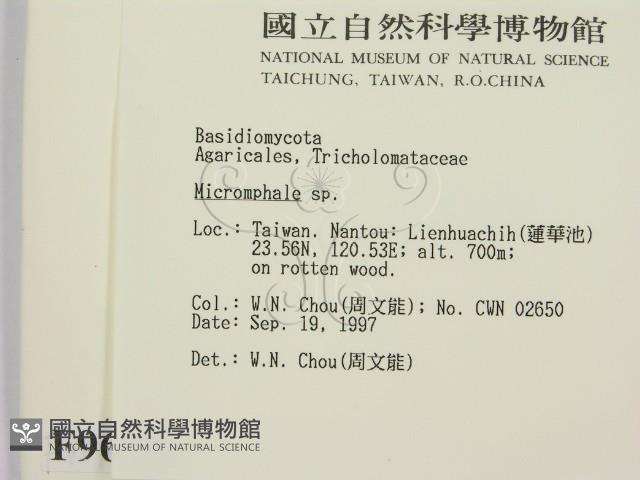 國立自然科學博物館
NATIONAL MUSEUM OF NATURAL SCIENCE
TAICHUNG, TAIWAN, R.O.CHINA
Basidiomycota
Agaricales, Tricholomataceae
Micromphale sp.
Loc.: Taiwan. Nantou: Lienhuachih(蓮華池)
23.56N, 120.53E; alt. 700m;
on rotten wood.
Col.: W.N. Chou(周文能); No. CWN 02650
Date: Sep. 19, 1997
Det.: W.N. Chou(周文能)
國立自然科學博物館
NATIONAL MUSEUM OF NATURAL SCIENCE